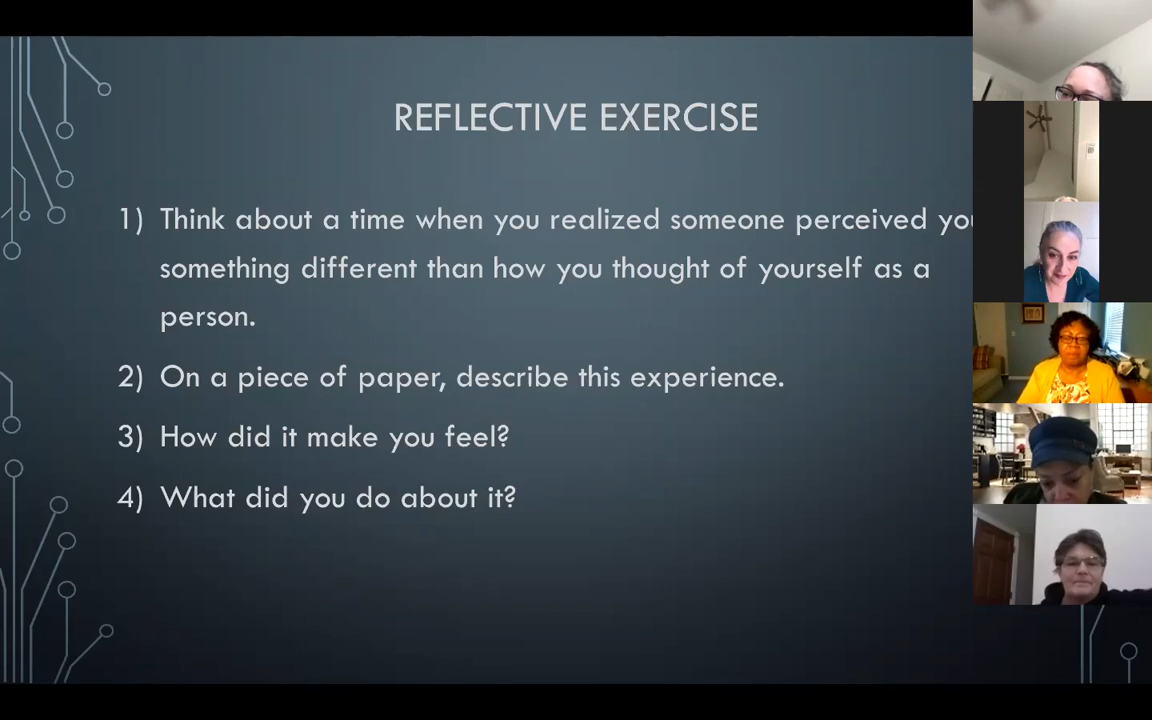 REFLECTIVE EXERCISE
1) Think about a time when you realized someone perceived you
something different than how you thought of yourself as a
person.
2) On a piece of paper, describe this experience.
3) How did it make you feel?
4) What did you do about it?